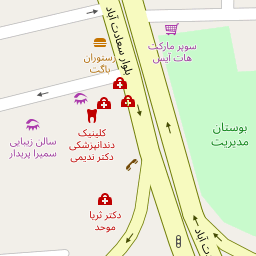 بلوار سعادت آباد
سوپر مارکت
هات آیس
رستوران
باگت
بوستان
مدیریت
کلینیک
دندانپزشکی
دکتر ندیمی
سالن زیبایی
سمیرا پریدار
دکتر ثریا
موحد